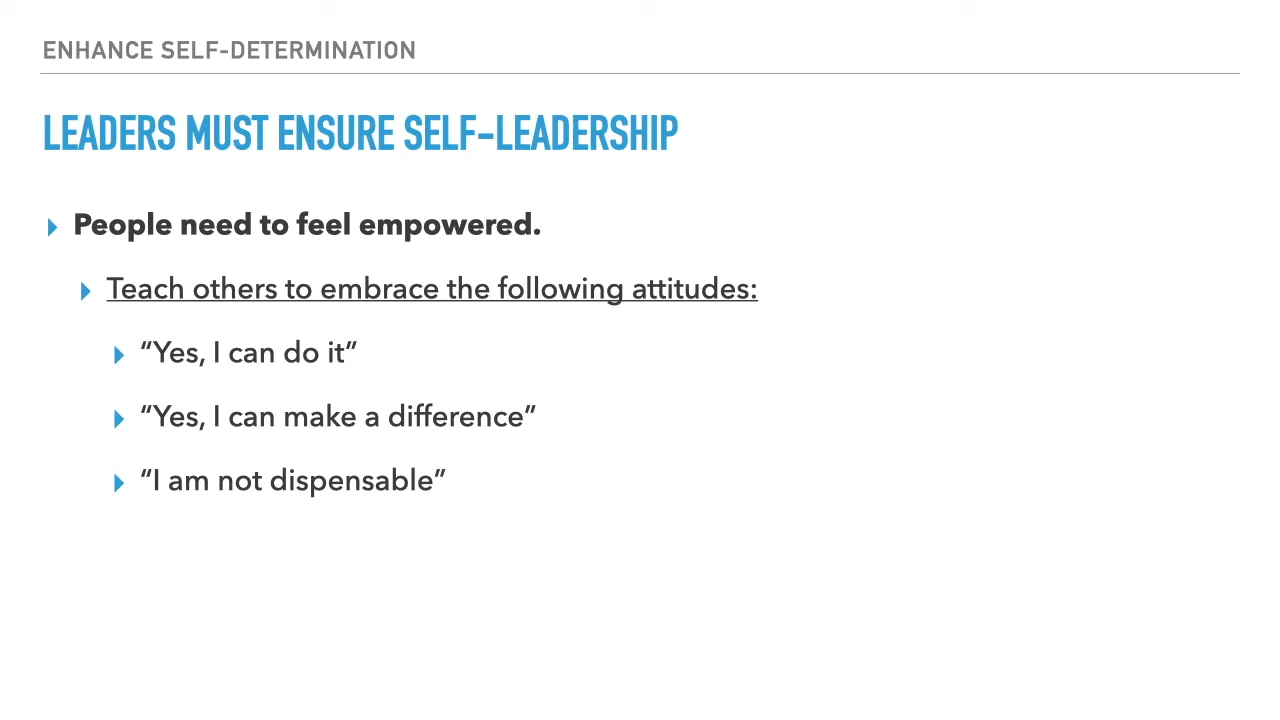 ENHANCE SELF-DETERMINATION
LEADERS MUST ENSURE SELF-LEADERSHIP
People need to feel empowered.
Teach others to embrace the following attitudes:
“Yes, I can do it”
“Yes, I can make a difference”
“I am not dispensable”